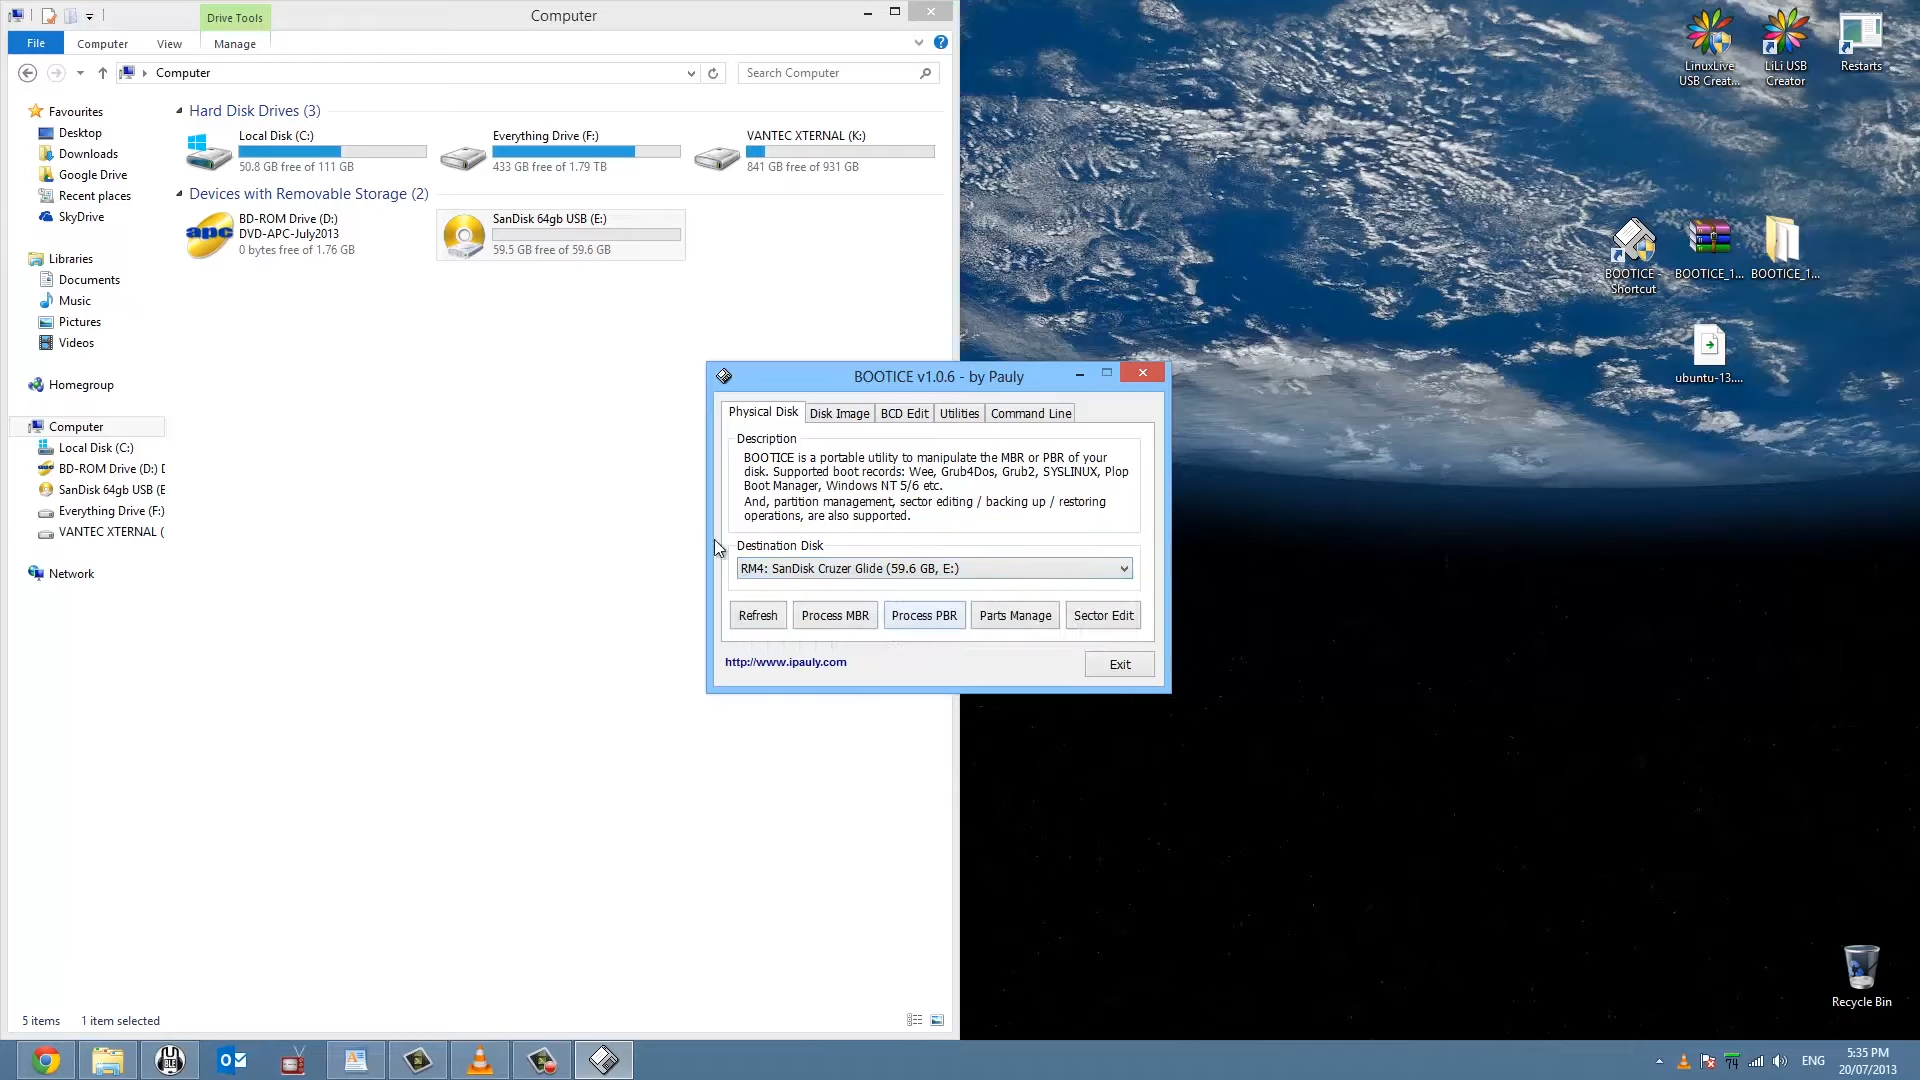 Drive Tools
Computer
File
Computer
View
Manage
Computer
Search Computer
Favourites
Desktop
Downloads
Google Drive
Recent places
SkyDrive
Libraries
Documents
Music
Pictures
Videos
Homegroup
Computer
Local Disk (C:)
BD-ROM Drive (D:) D
SanDisk 64gb USB (E
Everything Drive (F:)
VANTEC XTERNAL (
Network
Hard Disk Drives (3)
Local Disk (C:)
50.8 GB free of 111 GB
Everything Drive (F:)
433 GB free of 1.79 TB
VANTEC XTERNAL (K:)
841 GB free of 931 GB
Devices with Removable Storage (2)
apc
BD-ROM Drive (D:)
DVD-APC-July2013
0 bytes free of 1.76 GB
SanDisk 64gb USB (E:)
59.5 GB free of 59.6 GB
5 items
1 item selected
BOOTICE v1.0.6 - by Pauly
Physical Disk
Disk Image
BCD Edit
Utilities
Command Line
Description
BOOTICE is a portable utility to manipulate the MBR or PBR of your
disk. Supported boot records: Wee, Grub4Dos, Grub2, SYSLINUX, Plop
Boot Manager, Windows NT 5/6 etc.
And, partition management, sector editing / backing up / restoring
operations, are also supported.
Destination Disk
RM4: SanDisk Cruzer Glide (59.6 GB, E:)
Refresh
Process MBR
Process PBR
Parts Manage
Sector Edit
http://www.ipauly.com
Exit
LinuxLive
USB Creat...
LiLi USB
Creator
Restarts
BOOTICE -
Shortcut
BOOTICE_1...
BOOTICE_1...
ubuntu-13....
Recycle Bin
74
ENG
5:35 PM
20/07/2013